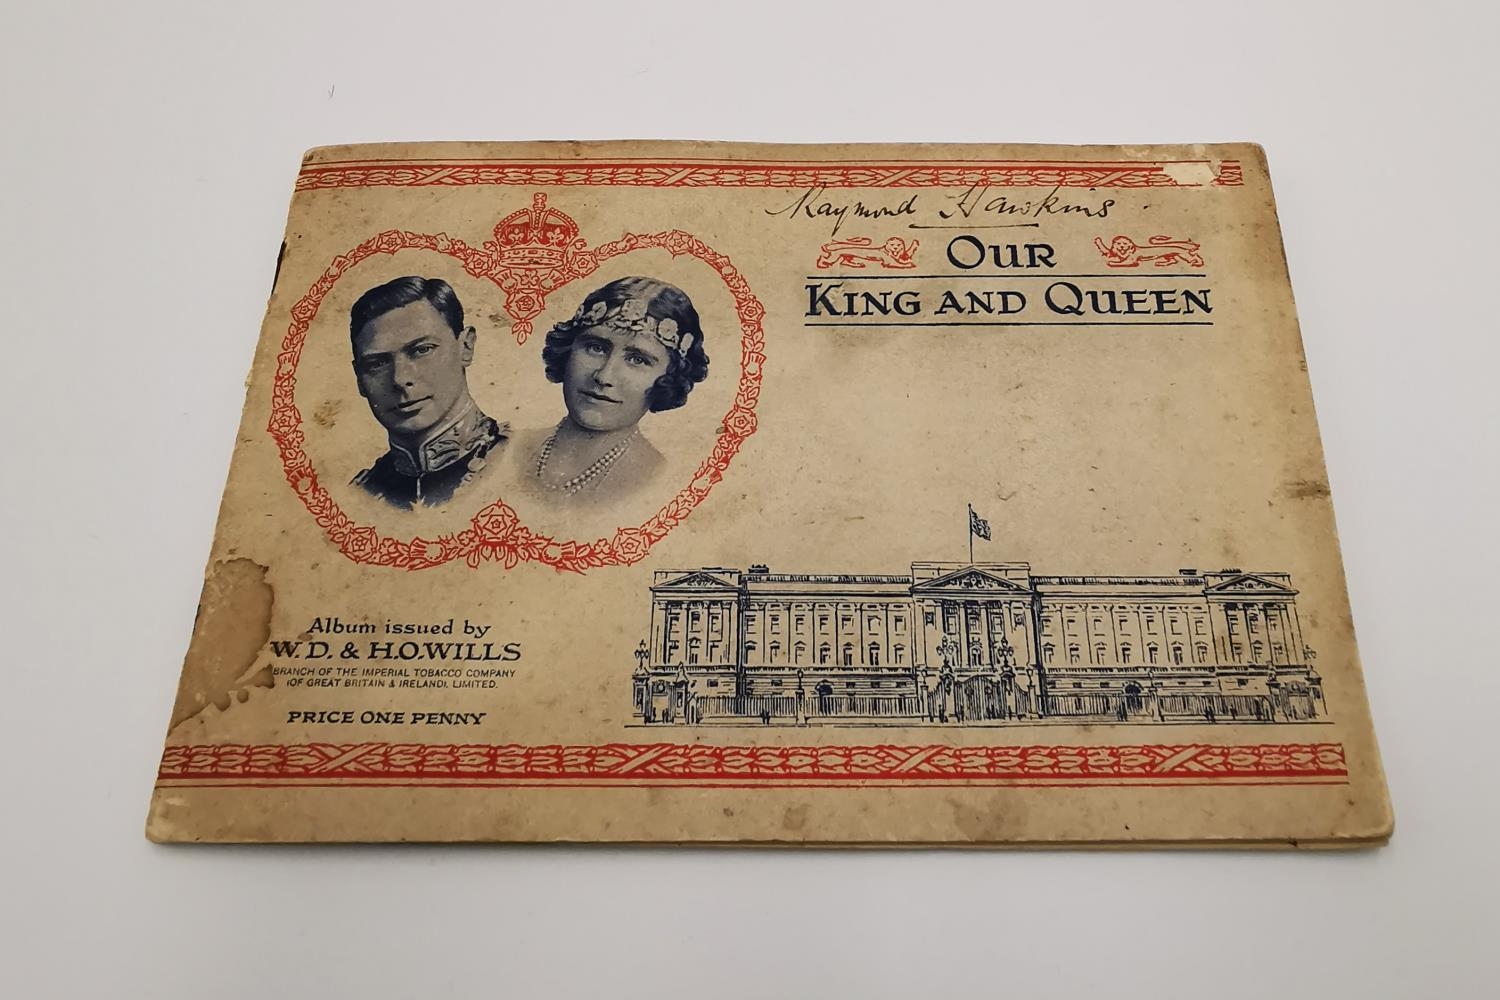 Raymond Hawkins
OUR
KING AND QUEEN
Album issued by
W.D. & H.O.WILLS
BRANCH OF THE IMPERIAL TOBACCO COMPANY
(OF GREAT BRITAIN & IRELAND), LIMITED.
PRICE ONE PENNY